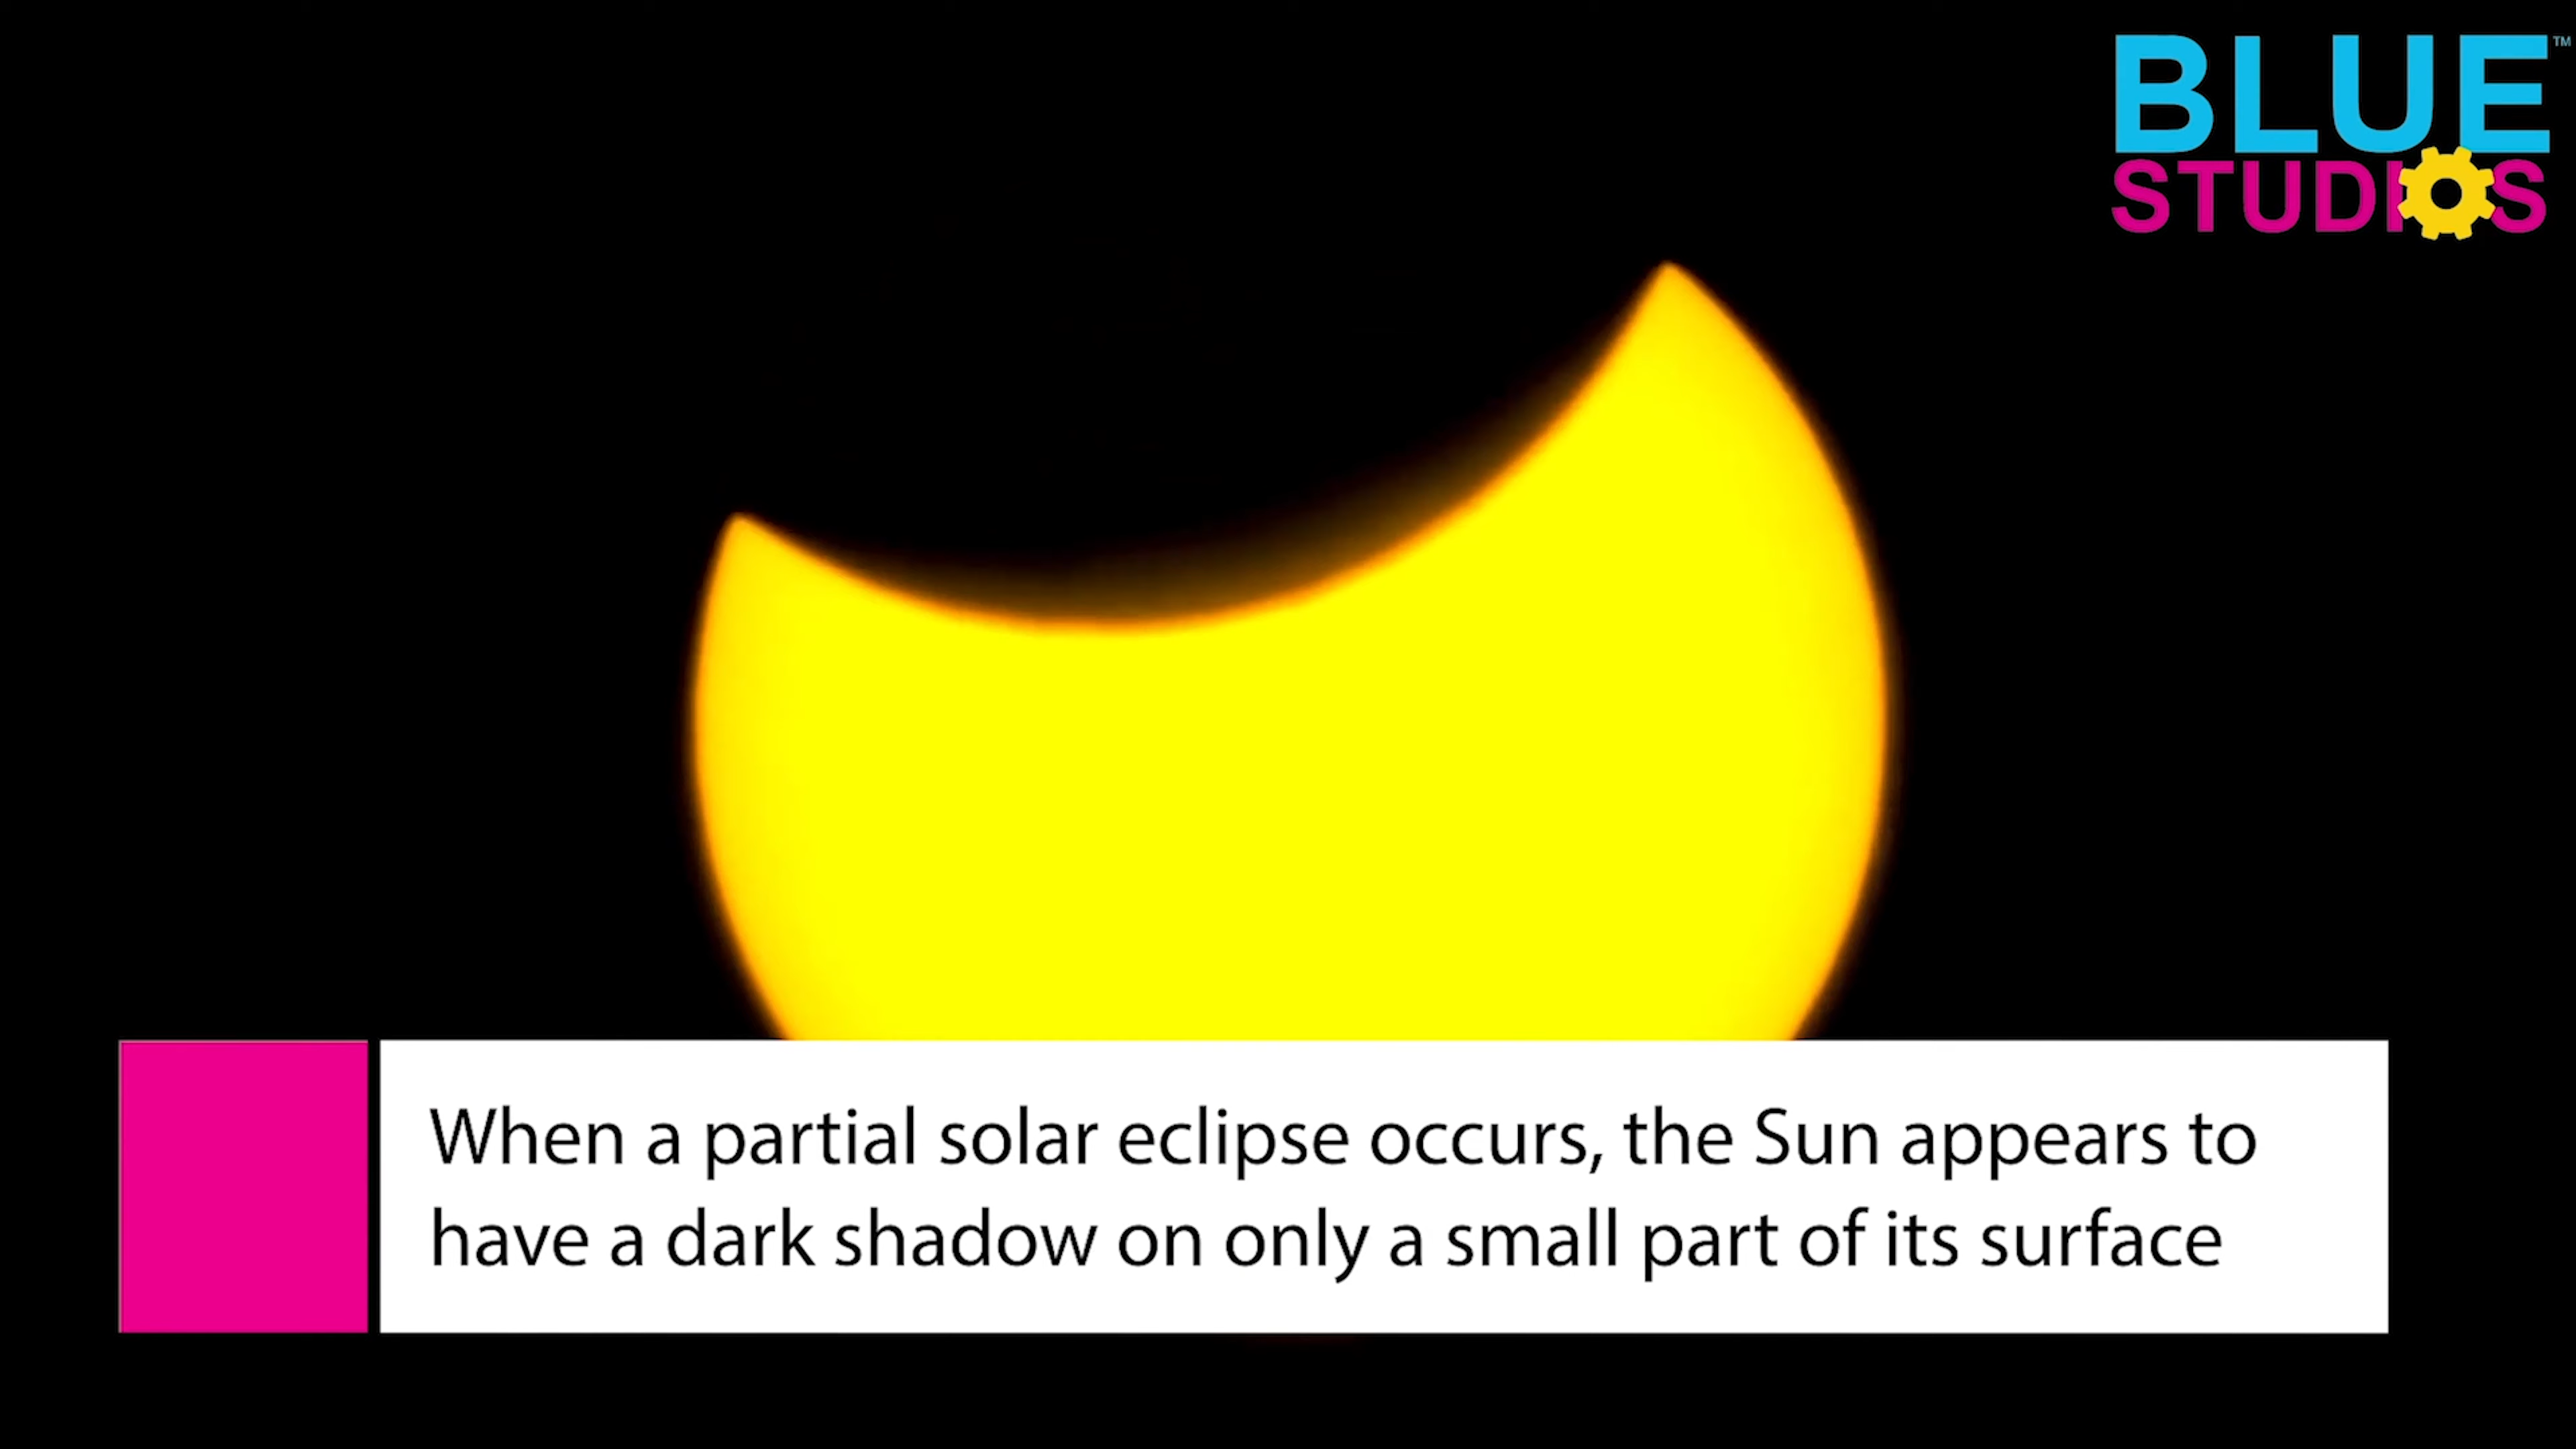 BLUE™
STUDIOS
When a partial solar eclipse occurs, the Sun appears to
have a dark shadow on only a small part of its surface